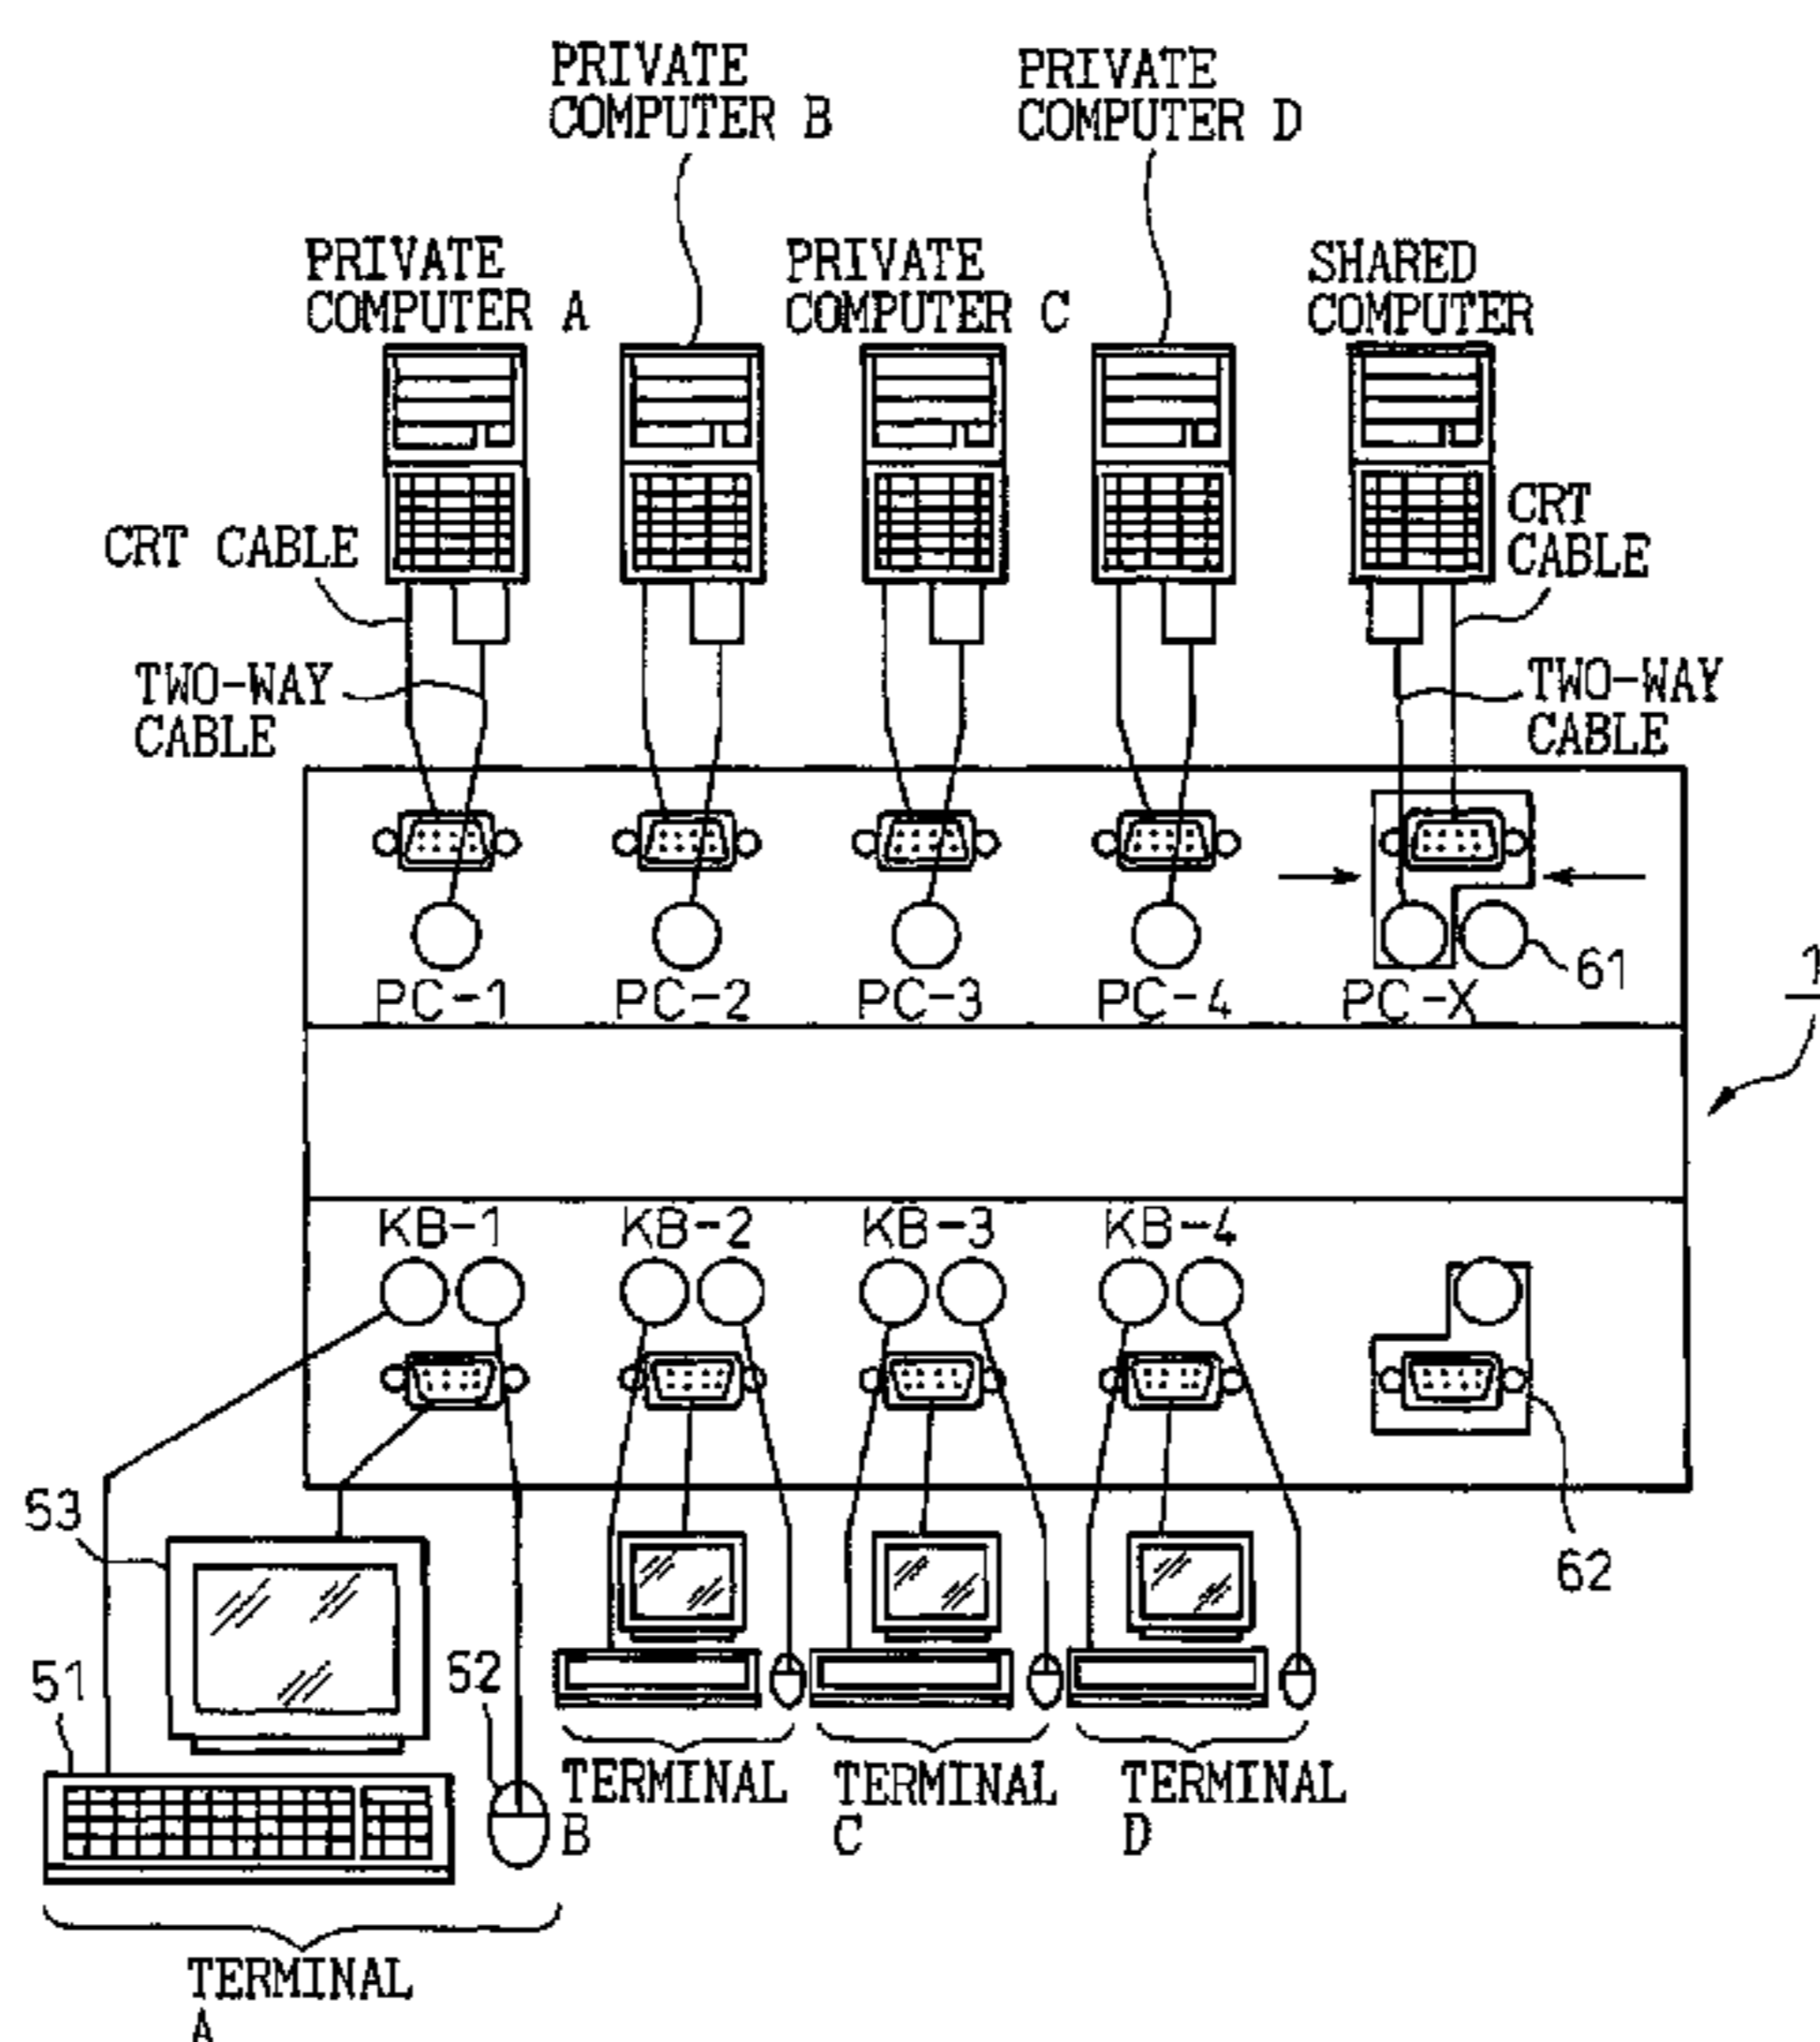 PRIVATE
COMPUTER B
PRIVATE
COMPUTER D
PRIVATE
COMPUTER A
PRIVATE
COMPUTER C
SHARED
COMPUTER
CRT CABLE
CRT
CABLE
TWO-WAY
CABLE
TWO-WAY
CABLE
61
PC-1
PC-2
PC-3
PC-4
PC-X
1
KB-1
KB-2
KB-3
KB-4
53
62
51
52
TERMINAL
B
TERMINAL
C
TERMINAL
D
TERMINAL
A